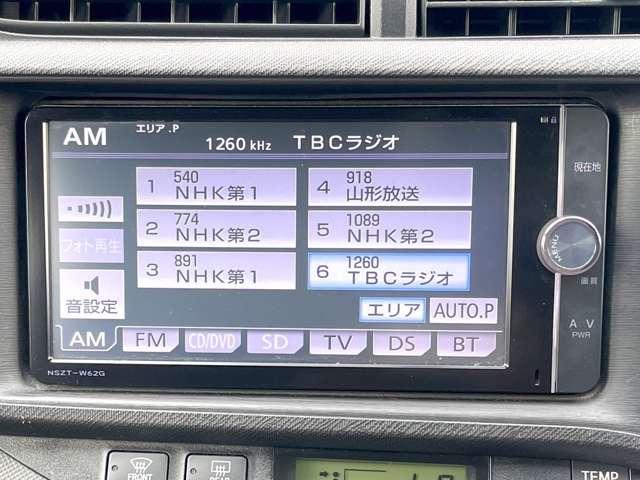 AM エリア.P 1260 kHz TBCラジオ
1 540 NHK第1
4 918 山形放送
2 774 NHK第2
5 1089 NHK第2
3 891 NHK第1
6 1260 TBCラジオ
フォト再生
音設定
エリア AUTO.P
AM FM CD/DVD SD TV DS BT
NSZT-W62G
現在地
MENU
画質
A V
PWR
FRONT
REAR
TEMP